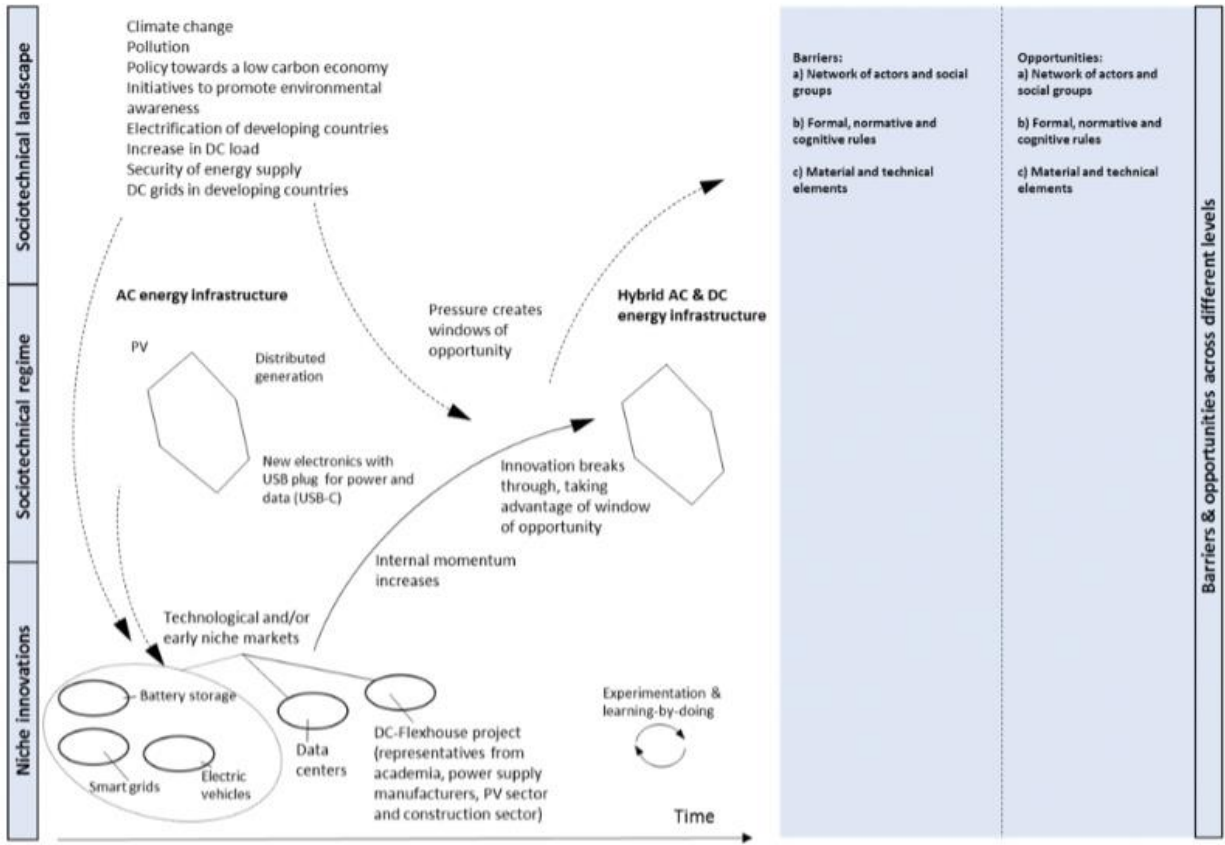 Sociotechnical landscape
Climate change
Pollution
Policy towards a low carbon economy
Initiatives to promote environmental
awareness
Electrification of developing countries
Increase in DC load
Security of energy supply
DC grids in developing countries
Sociotechnical regime
AC energy infrastructure
PV
Distributed
generation
New electronics with
USB plug for power and
data (USB-C)
Pressure creates
windows of
opportunity
Hybrid AC & DC
energy infrastructure
Innovation breaks
through, taking
advantage of window
of opportunity
Internal momentum
increases
Niche innovations
Technological and/or
early niche markets
Battery storage
Smart grids
Electric
vehicles
Data
centers
DC-Flexhouse project
(representatives from
academia, power supply
manufacturers, PV sector
and construction sector)
Experimentation &
learning-by-doing
Time
Barriers:
a) Network of actors and social
groups
b) Formal, normative and
cognitive rules
c) Material and technical
elements
Opportunities:
a) Network of actors and
social groups
b) Formal, normative and
cognitive rules
c) Material and technical
elements
Barriers & opportunities across different levels